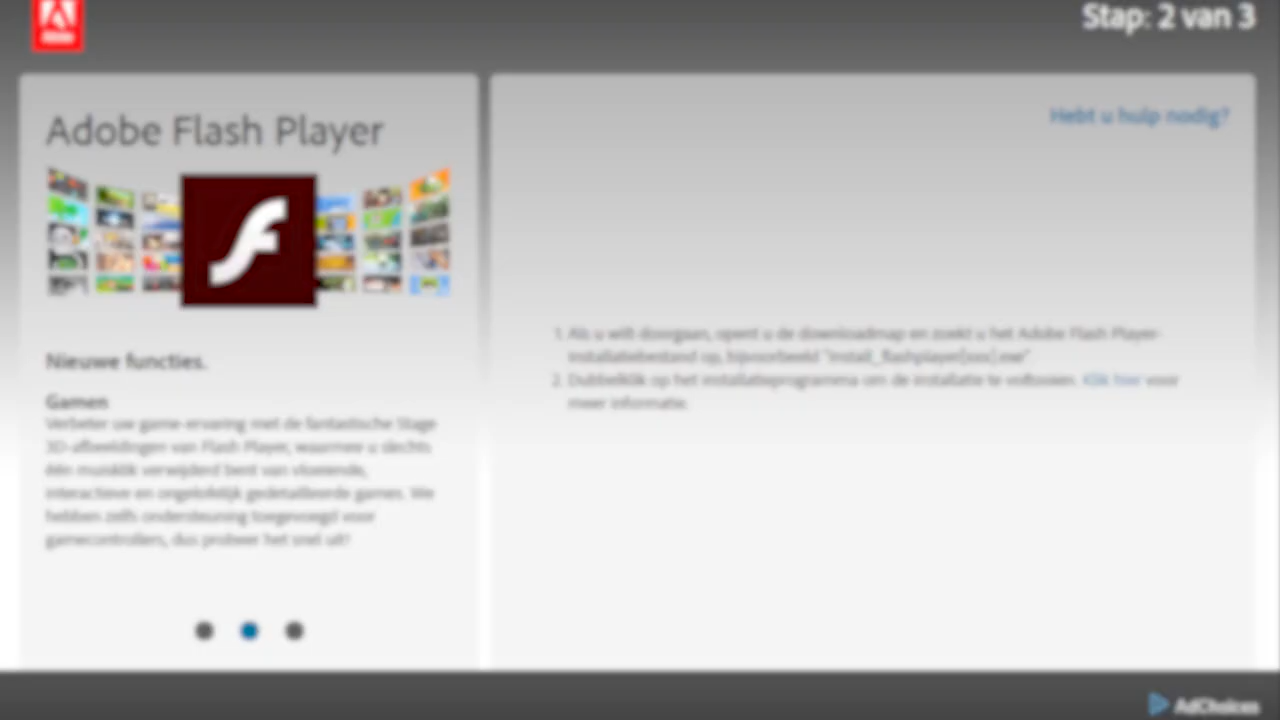 Adobe
Stap: 2 van 3
Adobe Flash Player
Hebt u hulp nodig?
Nieuwe functies.
Gamen
Verbeter uw game-ervaring met de fantastische Stage
3D-afbeeldingen van Flash Player, waarmee u slechts
één muisklik verwijderd bent van vloeiende,
interactieve en ongelofelijk gedetailleerde games. We
hebben zelfs ondersteuning toegevoegd voor
gamecontrollers, dus probeer het snel uit!
1. Als u wilt doorgaan, opent u de downloadmap en zoekt u het Adobe Flash Player-
installatiebestand op, bijvoorbeeld "install_flashplayer[xxx].exe".
2. Dubbelklik op het installatieprogramma om de installatie te voltooien. Klik hier voor
meer informatie.
AdChoices